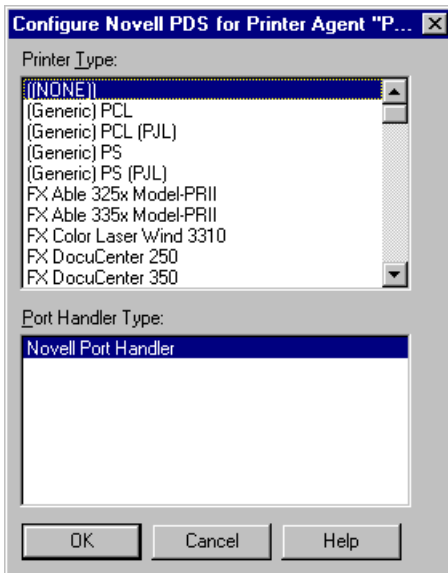 Configure Novell PDS for Printer Agent "P...
Printer Type:
((NONE))
(Generic) PCL
(Generic) PCL (PJL)
(Generic) PS
(Generic) PS (PJL)
FX Able 325x Model-PRII
FX Able 335x Model-PRII
FX Color Laser Wind 3310
FX DocuCenter 250
FX DocuCenter 350
Port Handler Type:
Novell Port Handler
OK Cancel Help